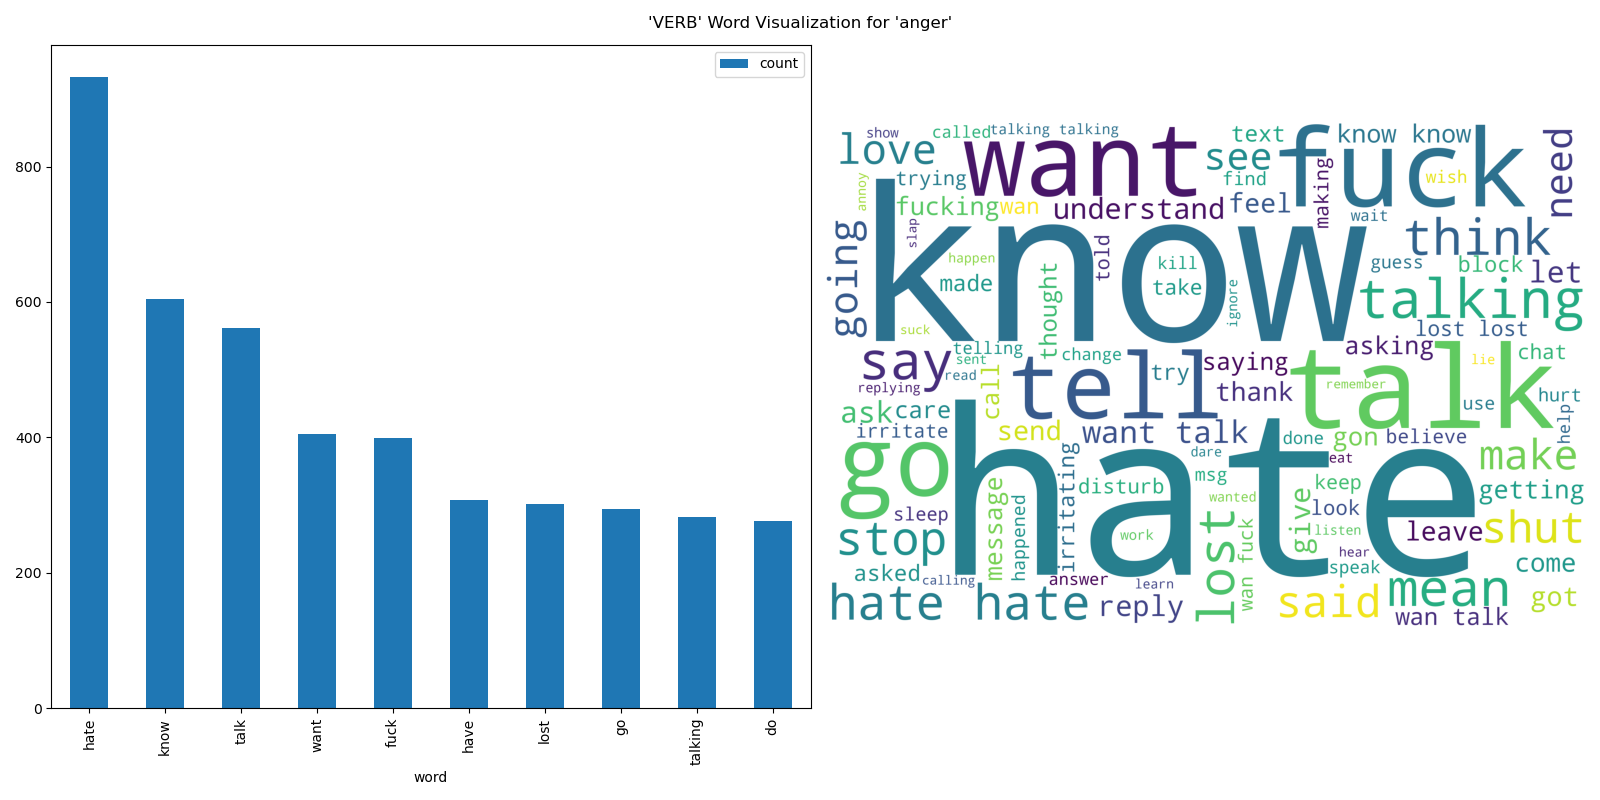 'VERB' Word Visualization for 'anger'
count
800
600
400
200
0
hate
know
talk
want
fuck
have
lost
go
talking
do
word
show
called
talking talking
text
know know
love
want
see
fuck
need
annoy
trying
find
making
wish
fucking
wan
understand
feel
wait
going
slap
know
told
think
happen
kill
guess
block
let
made
thought
take
ignore
talking
suck
lost lost
say
telling
sent
change
saying
asking
lie
chat
replying
read
call
tell
try
thank
talk
remember
use
hurt
ask
care
help
irritate
send
want talk
done
gon
believe
go
hate
irritating
dare
eat
make
message
disturb
msg
keep
getting
sleep
happened
wanted
give
look
stop
work
lost
wan fuck
listen
leave
shut
hear
asked
calling
answer
learn
speak
come
hate hate
reply
said
mean
got
wan talk